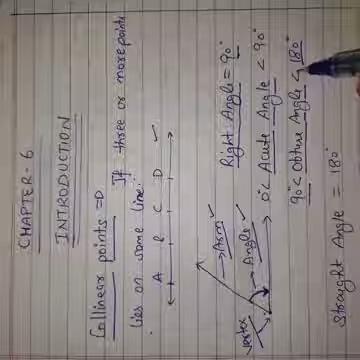 CHAPTER-6
INTRODUCTION
Collinear points => If three or more points
lies on same line.
A B C D
Arm
Angle
vertex
Right Angle = 90°
0° < Acute Angle < 90°
90° < Obtuse Angle < 180°
Straight Angle = 180°